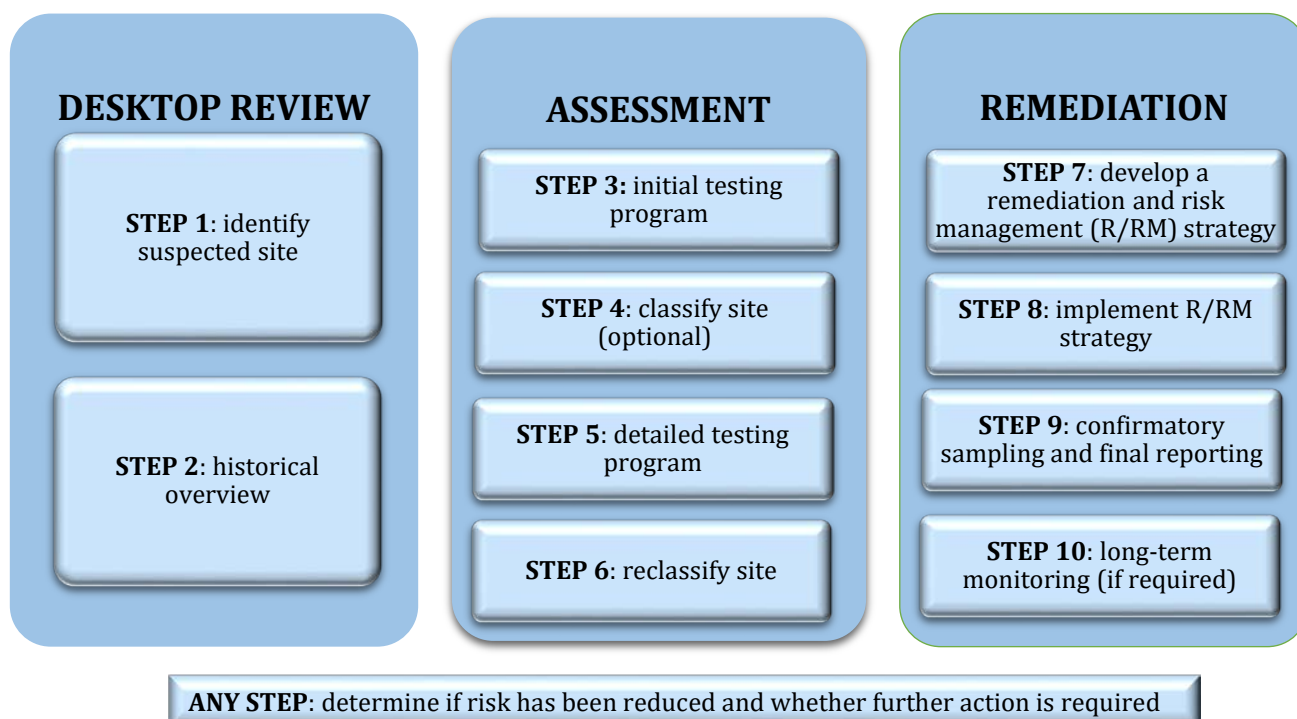 DESKTOP REVIEW
STEP 1: identify
suspected site
STEP 2: historical
overview
ASSESSMENT
STEP 3: initial testing
program
STEP 4: classify site
(optional)
STEP 5: detailed testing
program
STEP 6: reclassify site
REMEDIATION
STEP 7: develop a
remediation and risk
management (R/RM) strategy
STEP 8: implement R/RM
strategy
STEP 9: confirmatory
sampling and final reporting
STEP 10: long-term
monitoring (if required)
ANY STEP: determine if risk has been reduced and whether further action is required